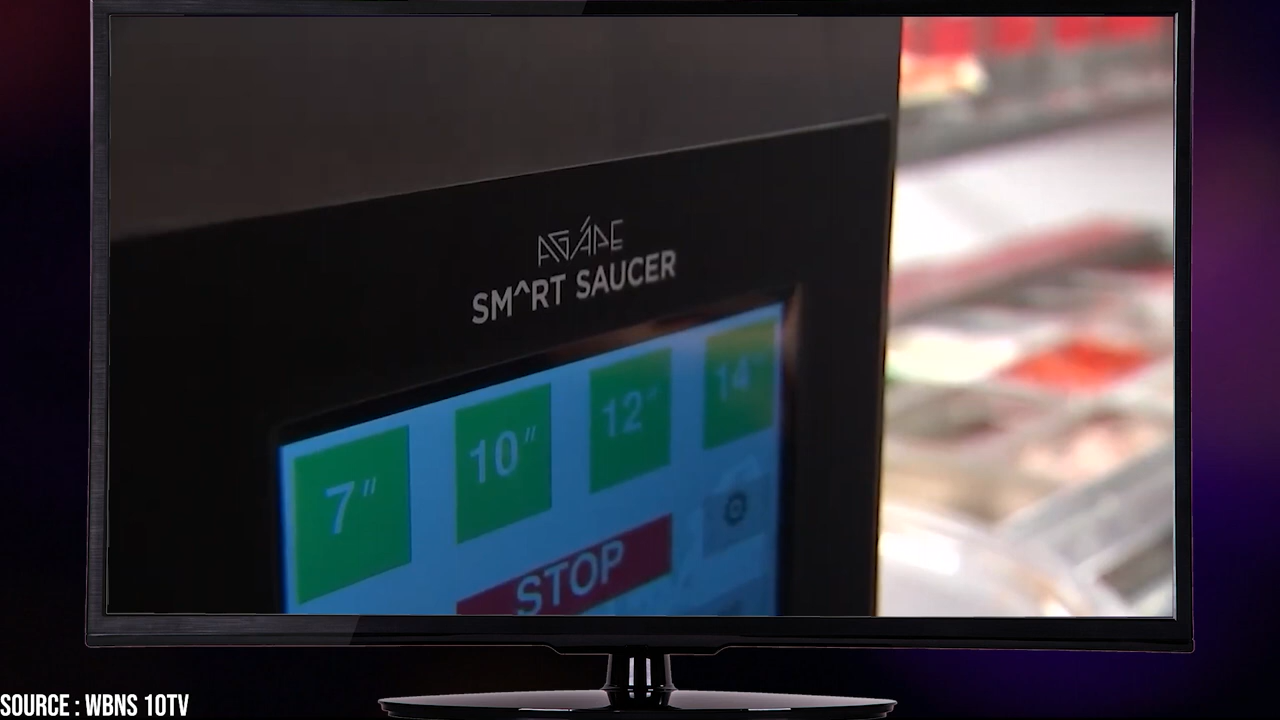 AGÁPE
SM^RT SAUCER
7"
10"
12"
14"
STOP
SOURCE : WBNS 10TV